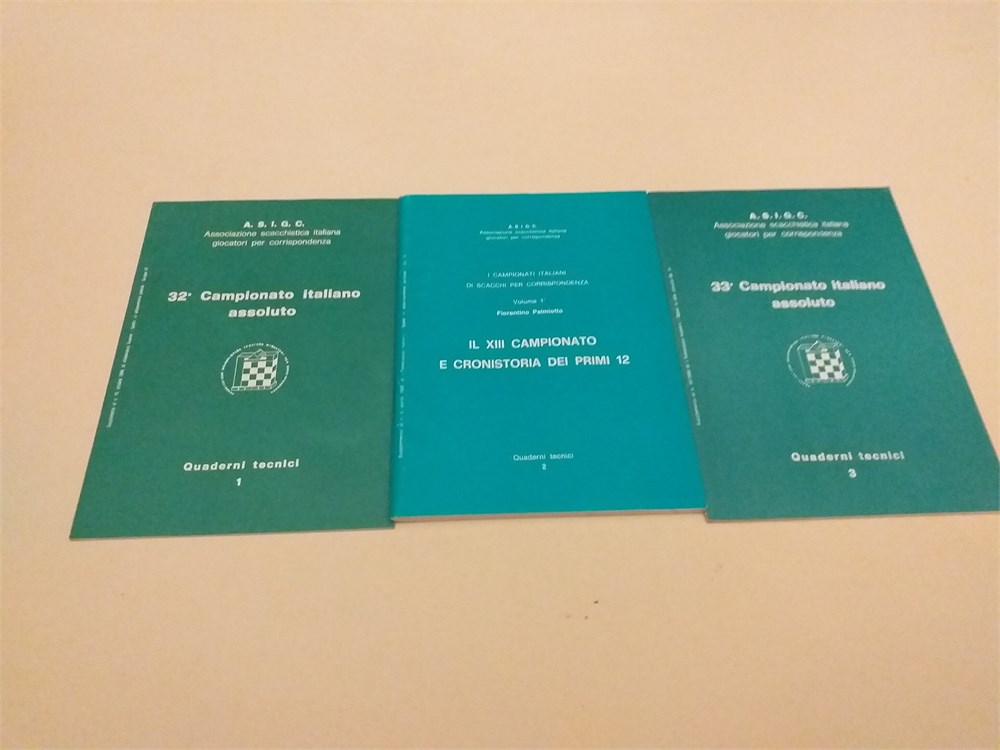 A. S. I. G. C.
Associazione scacchistica italiana
giocatori per corrispondenza
32° Campionato italiano
assoluto
Quaderni tecnici
1
A.S.I.G.C.
Associazione scacchistica italiana
giocatori per corrispondenza
I CAMPIONATI ITALIANI
DI SCACCHI PER CORRISPONDENZA
Volume 1°
Fiorentino Palmiotto
IL XIII CAMPIONATO
E CRONISTORIA DEI PRIMI 12
Quaderni tecnici
2
A. S. I. G. C.
Associazione scacchistica italiana
giocatori per corrispondenza
33° Campionato italiano
assoluto
Quaderni tecnici
3